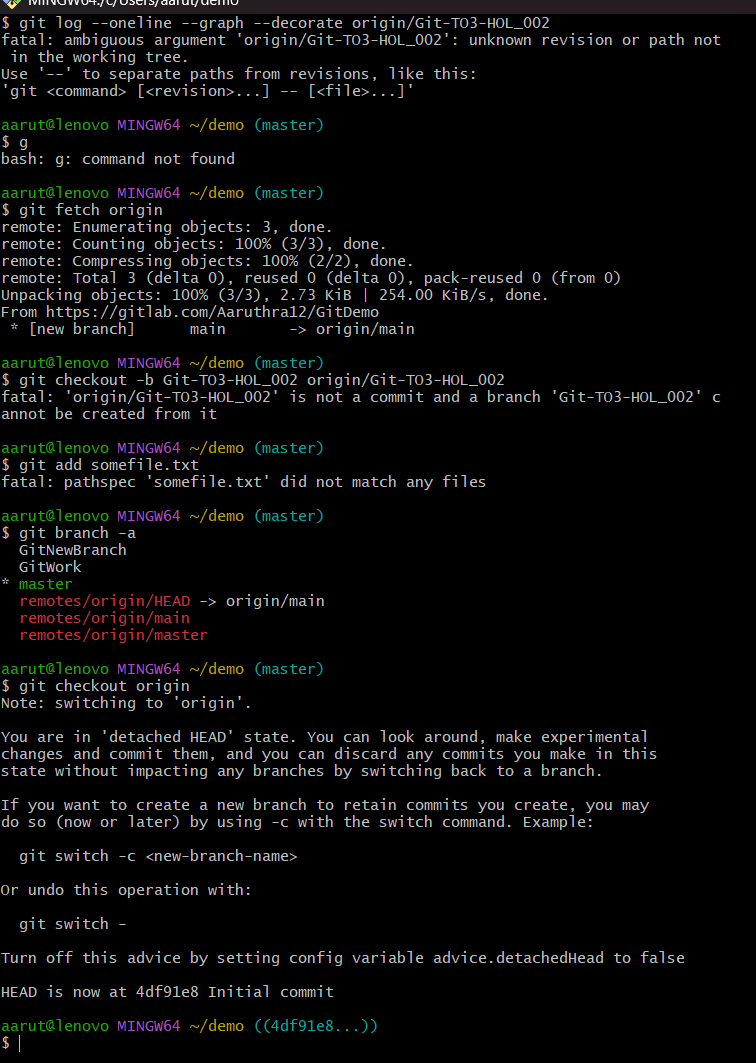 MINGW64:/c/Users/aarut/demo
$ git log --oneline --graph --decorate origin/Git-TO3-HOL_002
fatal: ambiguous argument 'origin/Git-TO3-HOL_002': unknown revision or path not
 in the working tree.
Use '--' to separate paths from revisions, like this:
'git <command> [<revision>...] -- [<file>...]'
aarut@lenovo MINGW64 ~/demo (master)
$ g
bash: g: command not found
aarut@lenovo MINGW64 ~/demo (master)
$ git fetch origin
remote: Enumerating objects: 3, done.
remote: Counting objects: 100% (3/3), done.
remote: Compressing objects: 100% (2/2), done.
remote: Total 3 (delta 0), reused 0 (delta 0), pack-reused 0 (from 0)
Unpacking objects: 100% (3/3), 2.73 KiB | 254.00 KiB/s, done.
From https://gitlab.com/Aaruthra12/GitDemo
 * [new branch]      main       -> origin/main
aarut@lenovo MINGW64 ~/demo (master)
$ git checkout -b Git-TO3-HOL_002 origin/Git-TO3-HOL_002
fatal: 'origin/Git-TO3-HOL_002' is not a commit and a branch 'Git-TO3-HOL_002' c
annot be created from it
aarut@lenovo MINGW64 ~/demo (master)
$ git add somefile.txt
fatal: pathspec 'somefile.txt' did not match any files
aarut@lenovo MINGW64 ~/demo (master)
$ git branch -a
  GitNewBranch
  GitWork
* master
  remotes/origin/HEAD -> origin/main
  remotes/origin/main
  remotes/origin/master
aarut@lenovo MINGW64 ~/demo (master)
$ git checkout origin
Note: switching to 'origin'.
You are in 'detached HEAD' state. You can look around, make experimental
changes and commit them, and you can discard any commits you make in this
state without impacting any branches by switching back to a branch.
If you want to create a new branch to retain commits you create, you may
do so (now or later) by using -c with the switch command. Example:
  git switch -c <new-branch-name>
Or undo this operation with:
  git switch -
Turn off this advice by setting config variable advice.detachedHead to false
HEAD is now at 4df91e8 Initial commit
aarut@lenovo MINGW64 ~/demo ((4df91e8...))
$